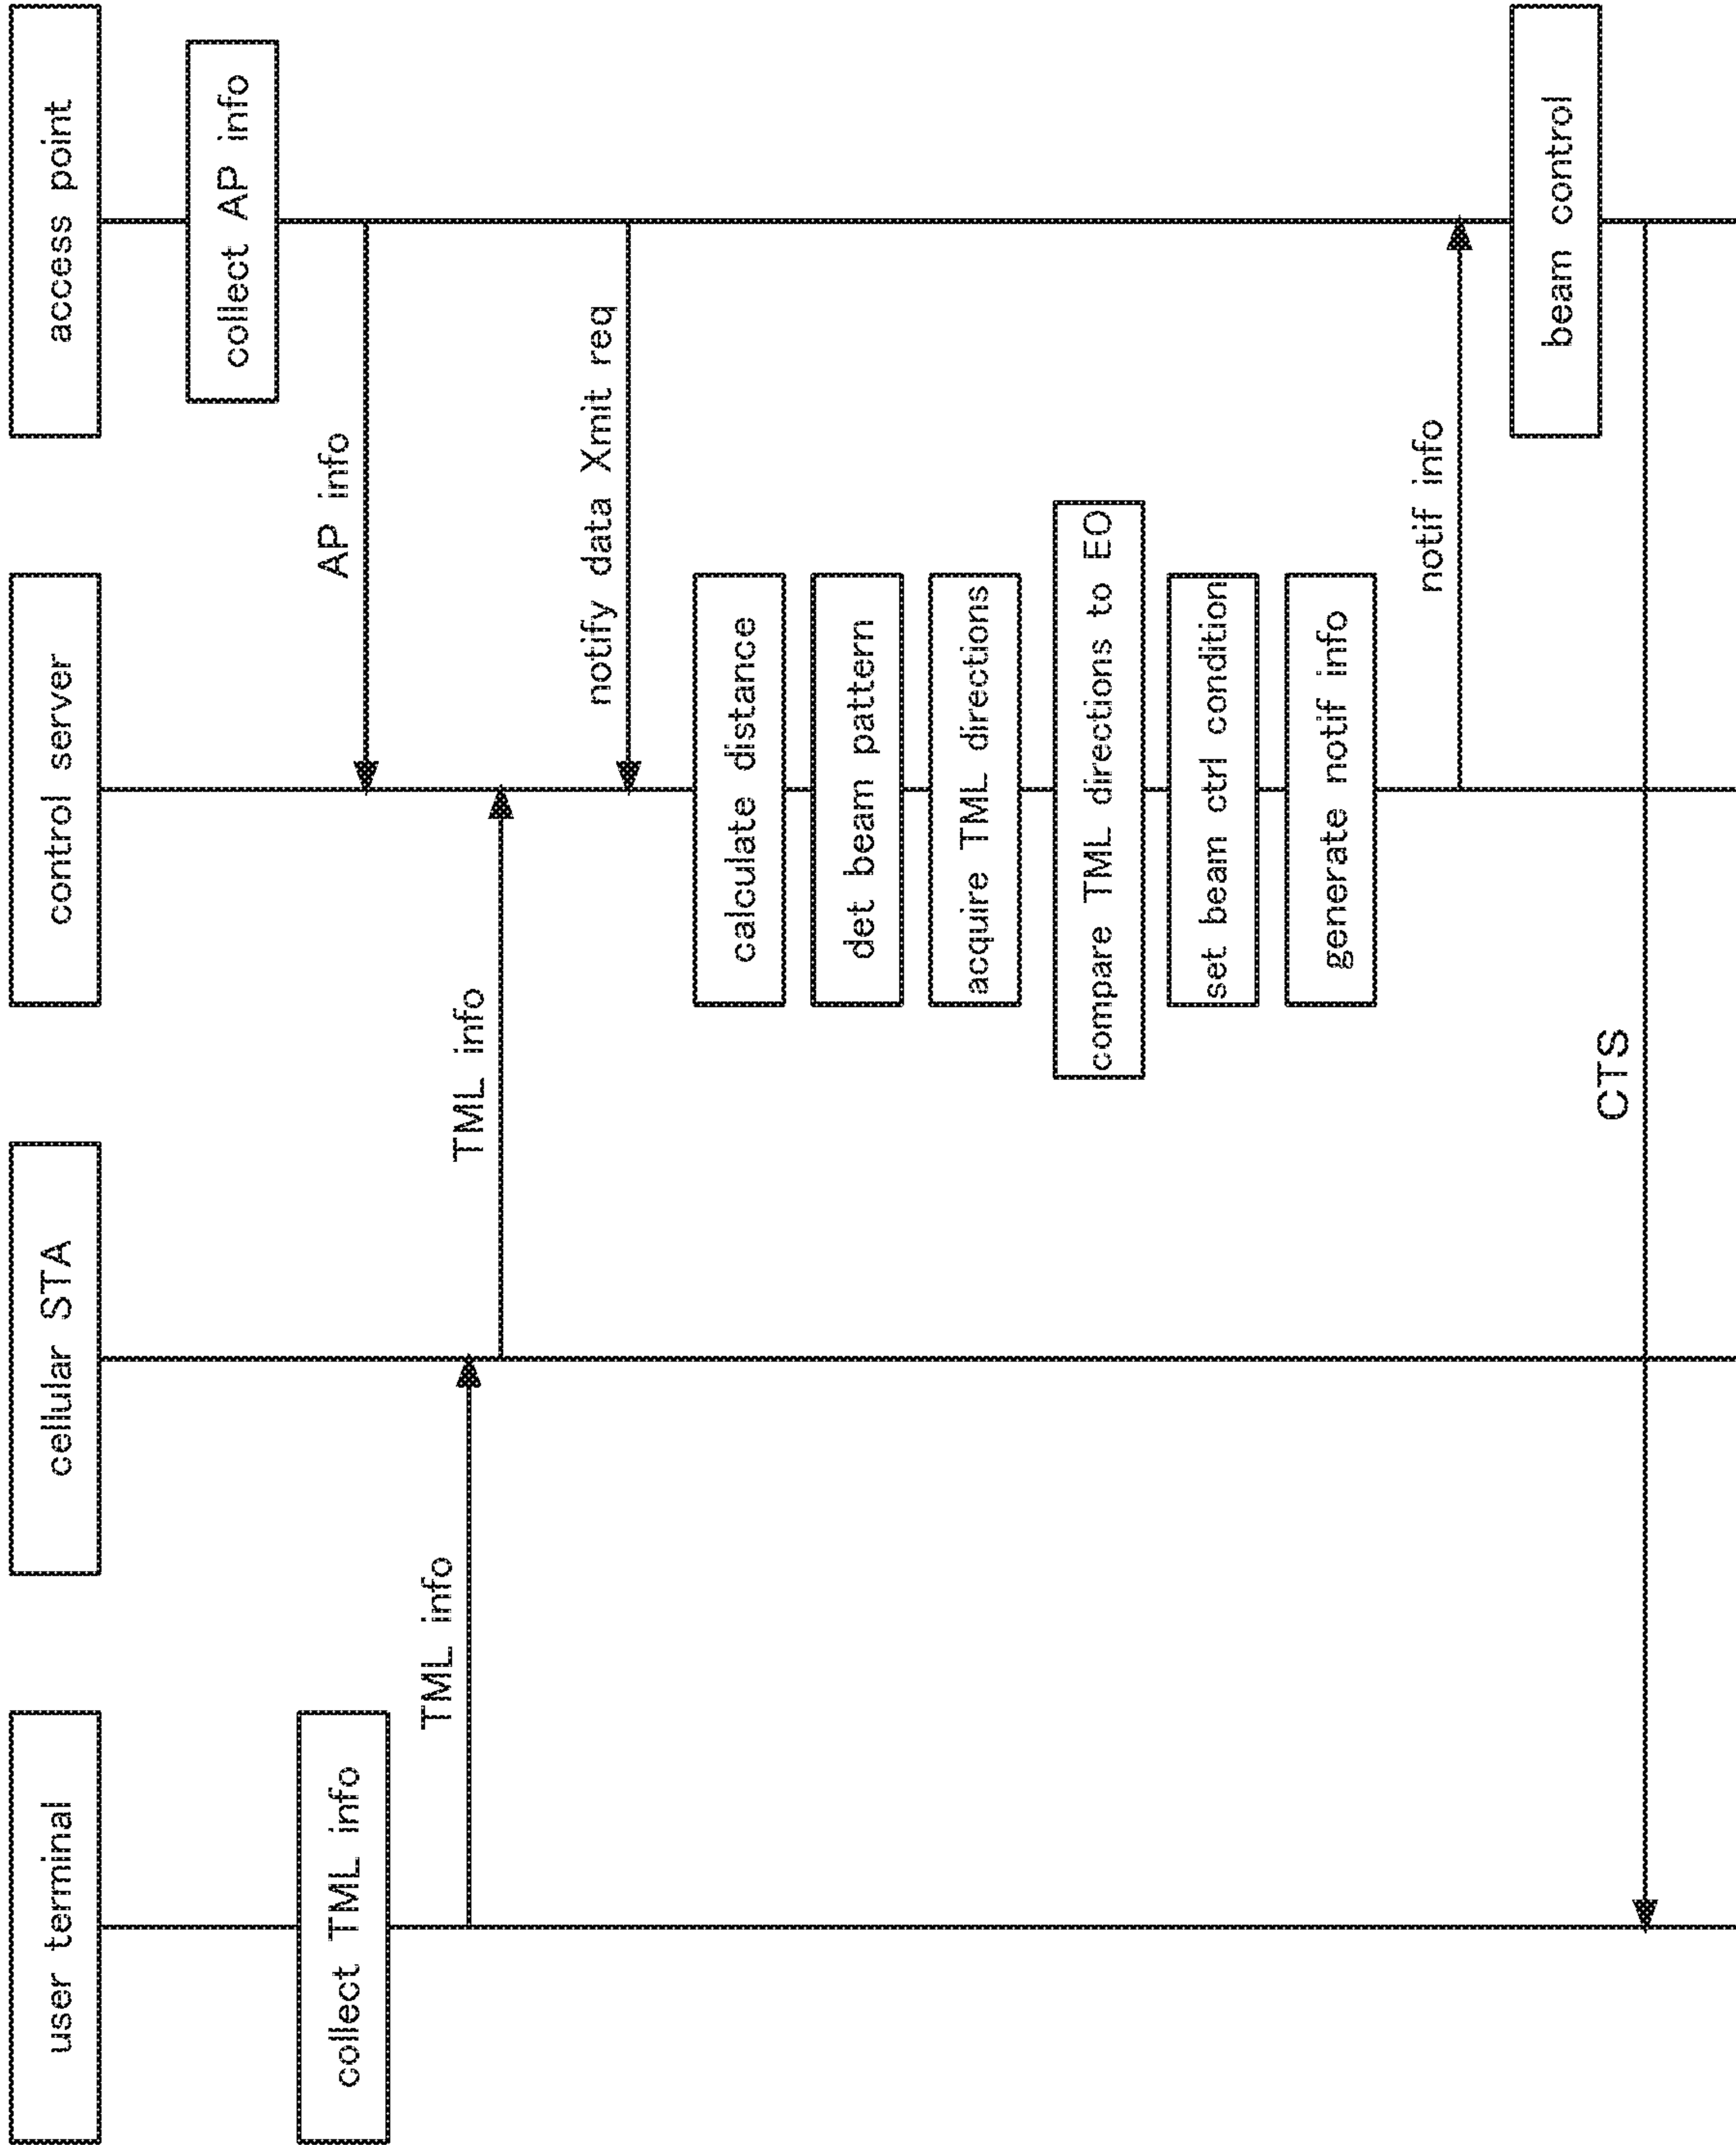 user terminal
cellular STA
control server
access point
collect AP info
collect TML info
AP info
TML info
TML info
notify data Xmit req
calculate distance
det beam pattern
acquire TML directions
compare TML directions to EO
set beam ctrl condition
generate notif info
notif info
beam control
CTS